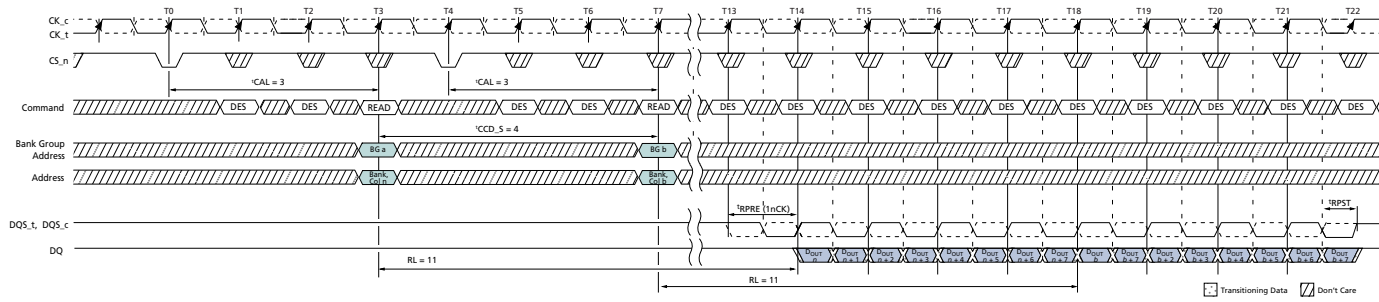 T0 T1 T2 T3 T4 T5 T6 T7 T13 T14 T15 T16 T17 T18 T19 T20 T21 T22
CK_c
CK_t
CS_n
tCAL = 3 tCAL = 3
Command DES DES READ DES DES READ DES DES DES DES DES DES DES DES DES DES
tCCD_S = 4
Bank Group
Address BG a BG b
Address Bank, Col n Bank, Col b
tRPRE (1nCK) tRPST
DQS_t, DQS_c
DQ DOUT n DOUT n + 1 DOUT n + 2 DOUT n + 3 DOUT n + 4 DOUT n + 5 DOUT n + 6 DOUT n + 7 DOUT b DOUT b + 7 DOUT b + 2 DOUT b + 3 DOUT b + 4 DOUT b + 5 DOUT b + 6 DOUT b + 7
RL = 11
RL = 11
Transitioning Data Don't Care